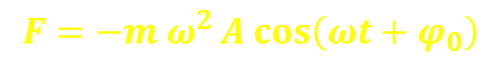 F = −m ω² A cos(ωt + φ₀)